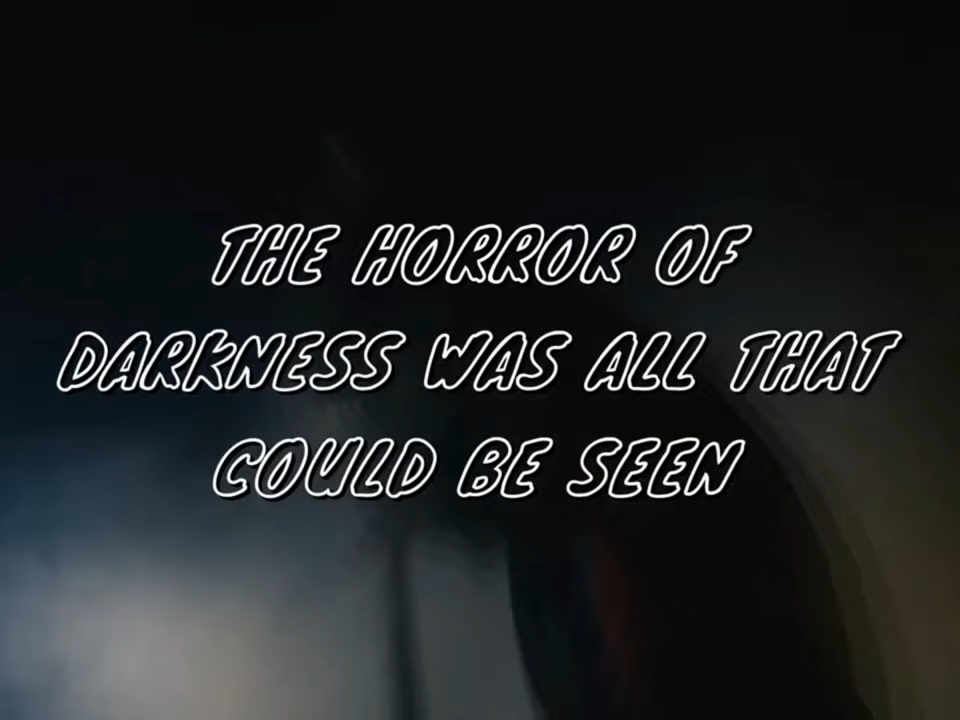 THE HORROR OF
DARKNESS WAS ALL THAT
COULD BE SEEN